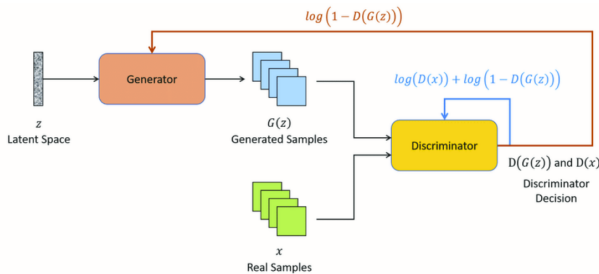 log(1 − D(G(z)))
log(D(x)) + log(1 − D(G(z)))
Generator
z
Latent Space
G(z)
Generated Samples
Discriminator
D(G(z)) and D(x)
Discriminator
Decision
x
Real Samples